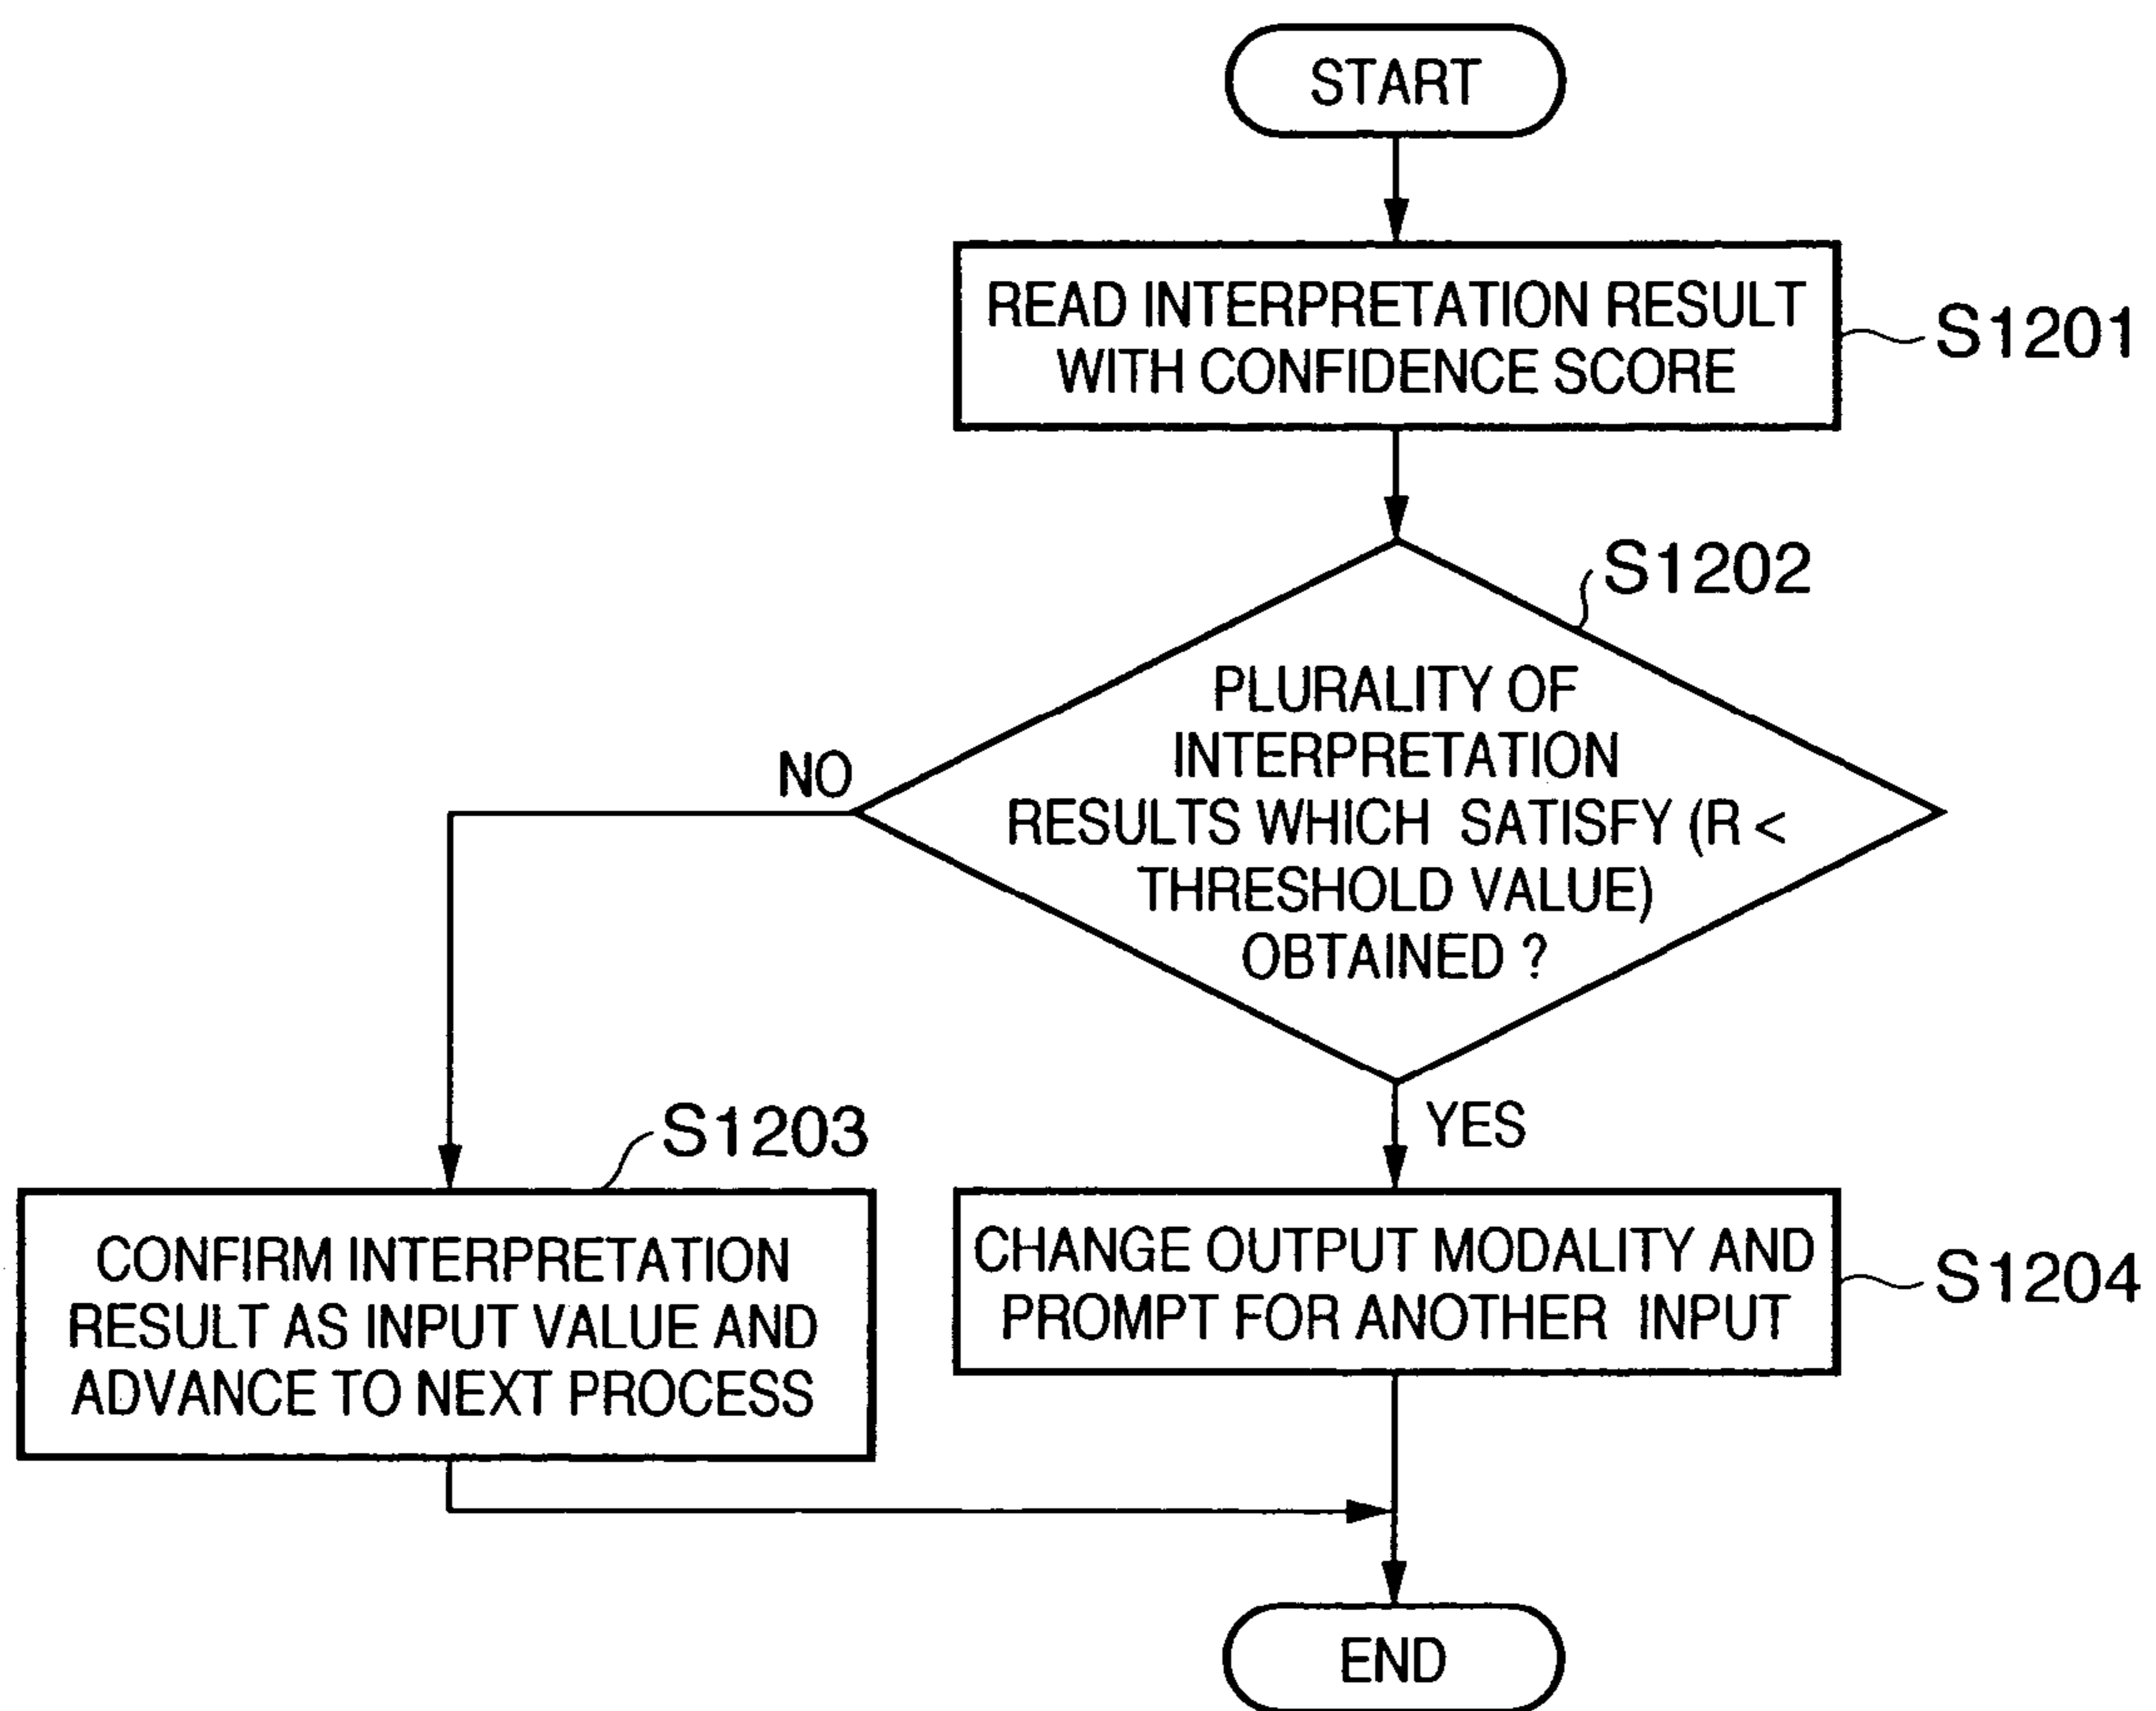 START
READ INTERPRETATION RESULT
WITH CONFIDENCE SCORE
S1201
S1202
PLURALITY OF
INTERPRETATION
RESULTS WHICH SATISFY (R <
THRESHOLD VALUE)
OBTAINED ?
NO
YES
S1203
CONFIRM INTERPRETATION
RESULT AS INPUT VALUE AND
ADVANCE TO NEXT PROCESS
CHANGE OUTPUT MODALITY AND
PROMPT FOR ANOTHER INPUT
S1204
END